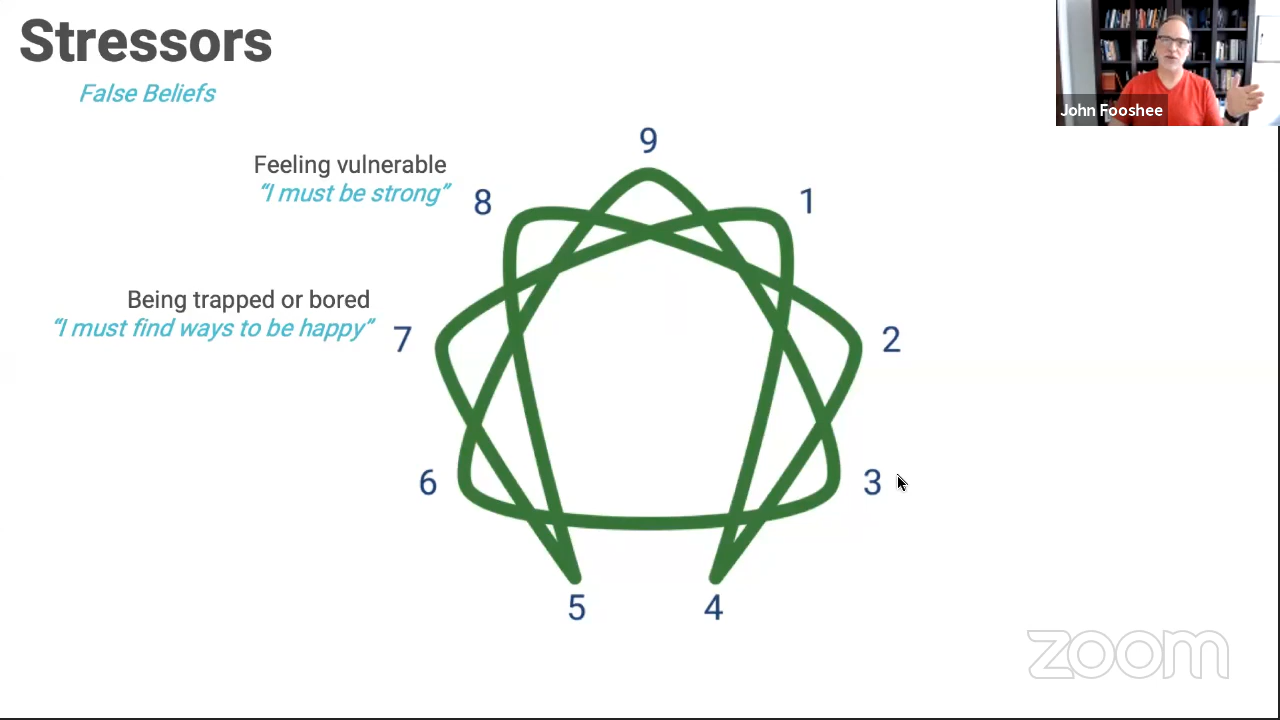 Stressors
False Beliefs
John Fooshee
9
Feeling vulnerable
“I must be strong”
8
1
Being trapped or bored
“I must find ways to be happy”
7
2
6
3
5
4
zoom